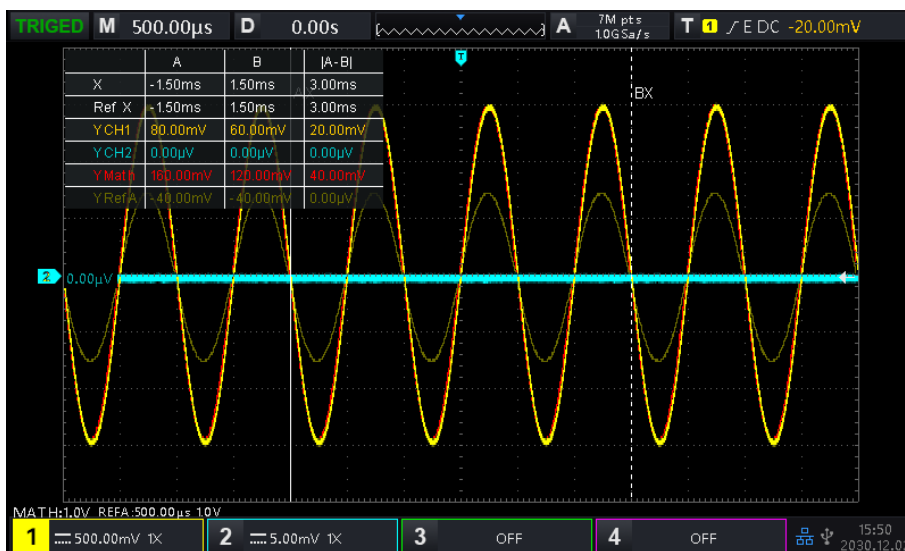 TRIGED M 500.00µs D 0.00s A 7M pts 1.0GSa/s T 1 E DC -20.00mV
T
A B |A-B|
X -1.50ms 1.50ms 3.00ms
BX
Ref X -1.50ms 1.50ms 3.00ms
Y CH1 80.00mV 60.00mV 20.00mV
Y CH2 0.00µV 0.00µV 0.00µV
Y Math 160.00mV 120.00mV 40.00mV
Y Ref A -40.00mV -40.00mV 0.00µV
2 0.00µV
MATH:1.0V REFA:500.00µs 1.0V
1 500.00mV 1X 2 5.00mV 1X 3 OFF 4 OFF 15:50